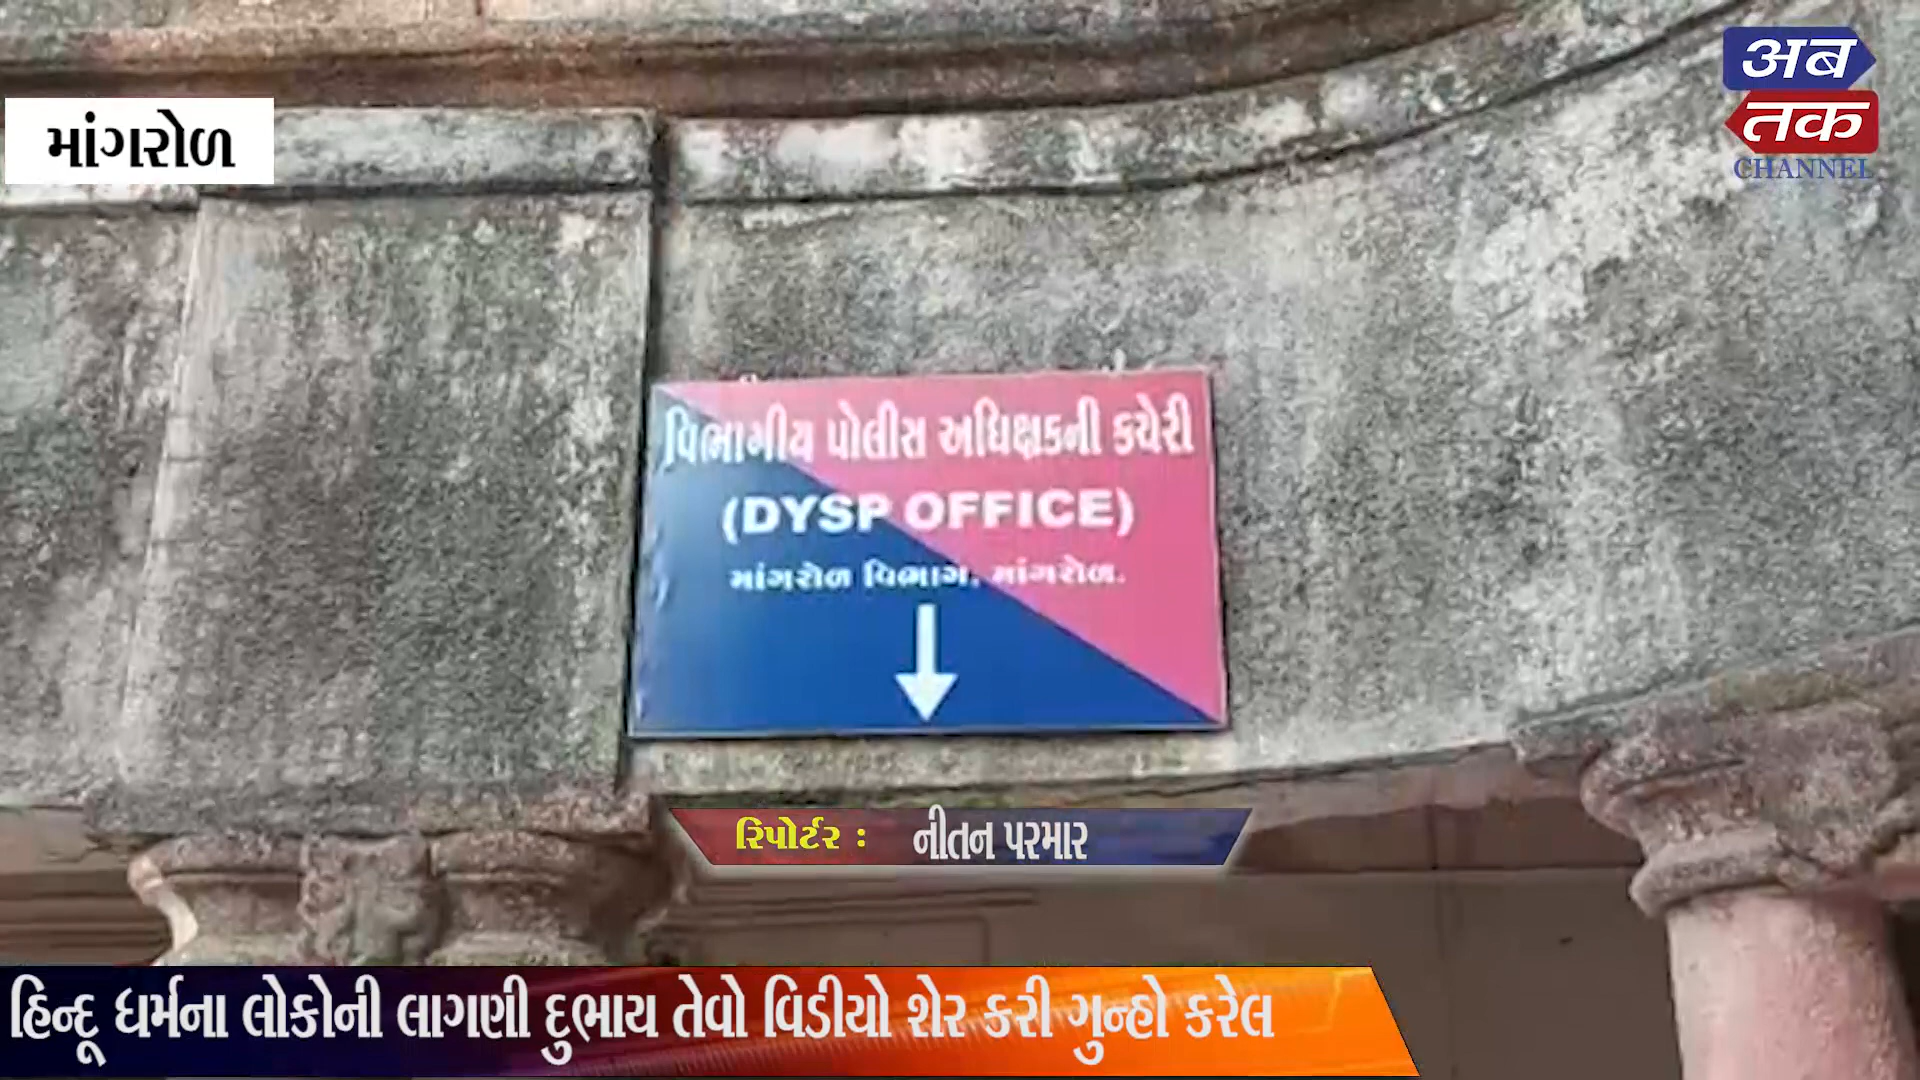 अब
तक
CHANNEL
માંગરોળ
વિભાગીય પોલીસ અધિક્ષકની કચેરી
(DYSP OFFICE)
માંગરોળ વિભાગ, માંગરોળ.
રિપોર્ટર : નીતન પરમાર
હિન્દૂ ધર્મના લોકોની લાગણી દુભાય તેવો વિડીયો શેર કરી ગુન્હો કરેલ